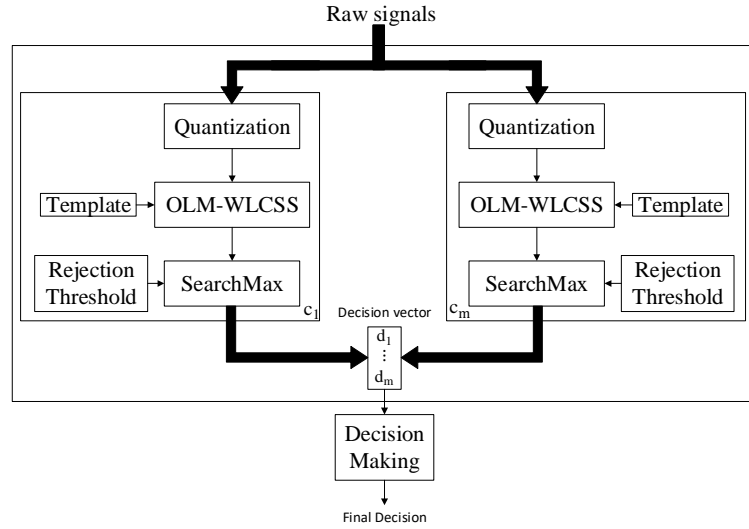 Raw signals
Quantization
Template
OLM-WLCSS
Rejection
Threshold
SearchMax
c1
Quantization
OLM-WLCSS
Template
SearchMax
Rejection
Threshold
cm
Decision vector
d1
⋮
dm
Decision
Making
Final Decision